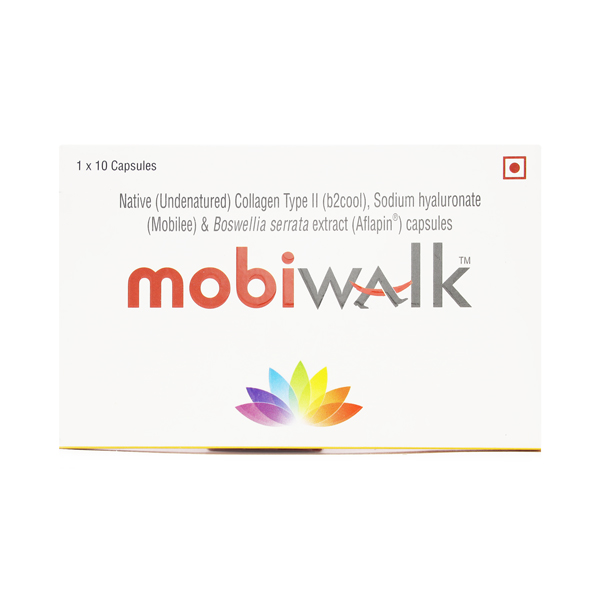 1 x 10 Capsules
Native (Undenatured) Collagen Type II (b2cool), Sodium hyaluronate
(Mobilee) & Boswellia serrata extract (Aflapin®) capsules
mobiwalk™